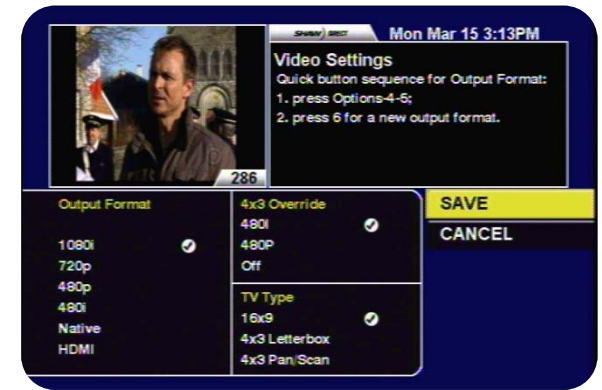 SHAW) DIRECT
Mon Mar 15 3:13PM
Video Settings
Quick button sequence for Output Format:
1. press Options-4-5;
2. press 6 for a new output format.
286
Output Format
1080i
720p
480p
480i
Native
HDMI
4x3 Override
480I
480P
Off
TV Type
16x9
4x3 Letterbox
4x3 Pan/Scan
SAVE
CANCEL